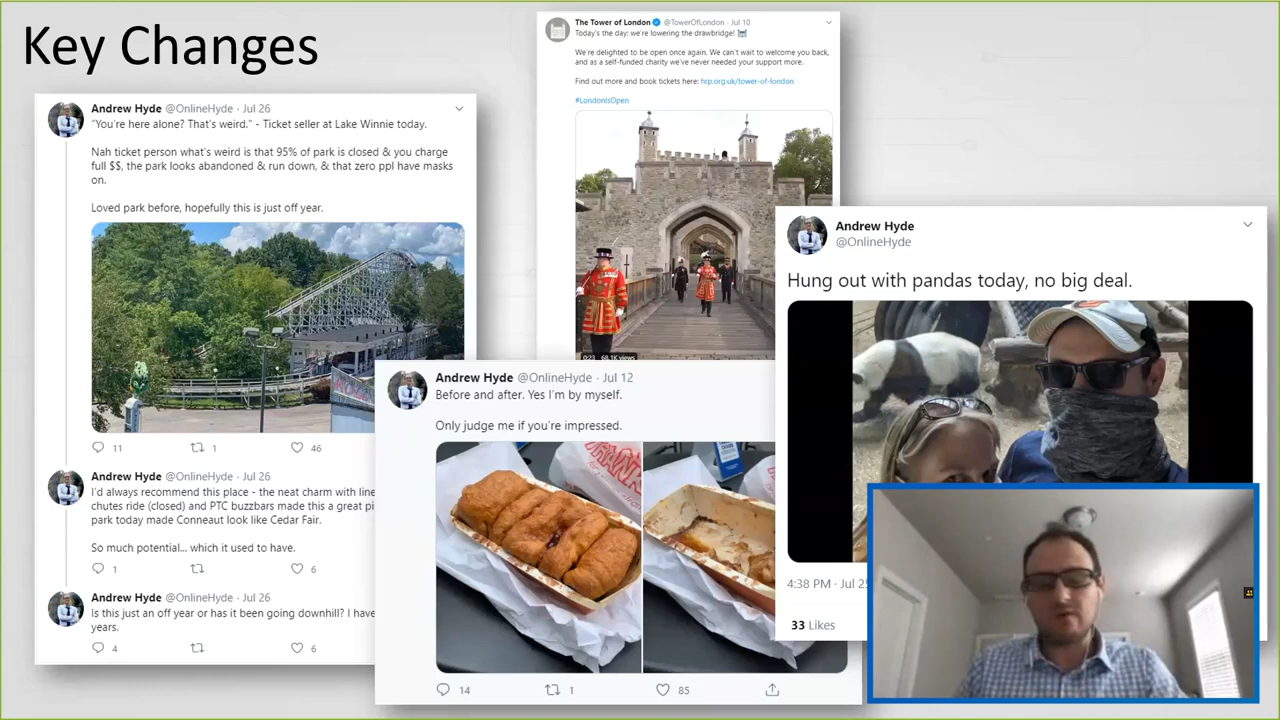 Key Changes
Andrew Hyde @OnlineHyde · Jul 26
"You're here alone? That's weird." - Ticket seller at Lake Winnie today.
Nah ticket person what's weird is that 95% of park is closed & you charge
full $$, the park looks abandoned & run down, & that zero ppl have masks
on.
Loved park before, hopefully this is just off year.
11 1 46
Andrew Hyde @OnlineHyde · Jul 26
I'd always recommend this place - the neat charm with line
chutes ride (closed) and PTC buzzbars made this a great pi
park today made Conneaut look like Cedar Fair.
So much potential... which it used to have.
1 6
Andrew Hyde @OnlineHyde · Jul 26
Is this just an off year or has it been going downhill? I have
years.
4 6
The Tower of London @TowerOfLondon · Jul 10
Today's the day: we're lowering the drawbridge!
We're delighted to be open once again. We can't wait to welcome you back,
and as a self-funded charity we've never needed your support more.
Find out more and book tickets here: hrp.org.uk/tower-of-london
#LondonIsOpen
0:23 68.1K views
Andrew Hyde @OnlineHyde · Jul 12
Before and after. Yes I'm by myself.
Only judge me if you're impressed.
14 1 85
Andrew Hyde
@OnlineHyde
Hung out with pandas today, no big deal.
4:38 PM · Jul 25
33 Likes